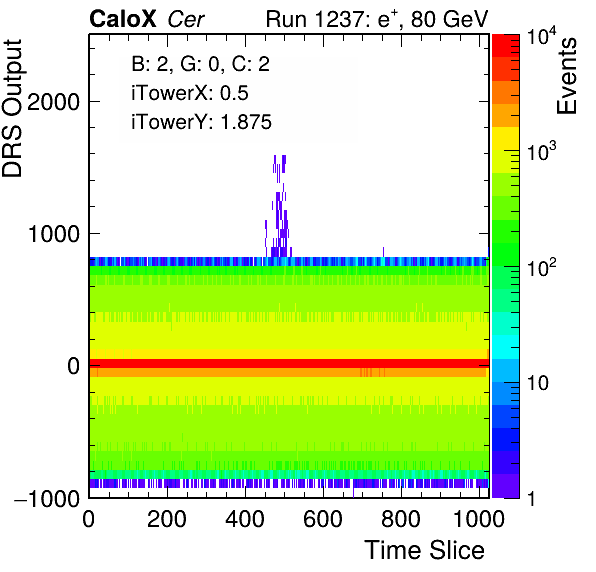 CaloX Cer
Run 1237: e⁺, 80 GeV
B: 2, G: 0, C: 2
iTowerX: 0.5
iTowerY: 1.875
DRS Output
2000
1000
0
−1000
0 200 400 600 800 1000
Time Slice
10⁴
10³
10²
10
1
Events